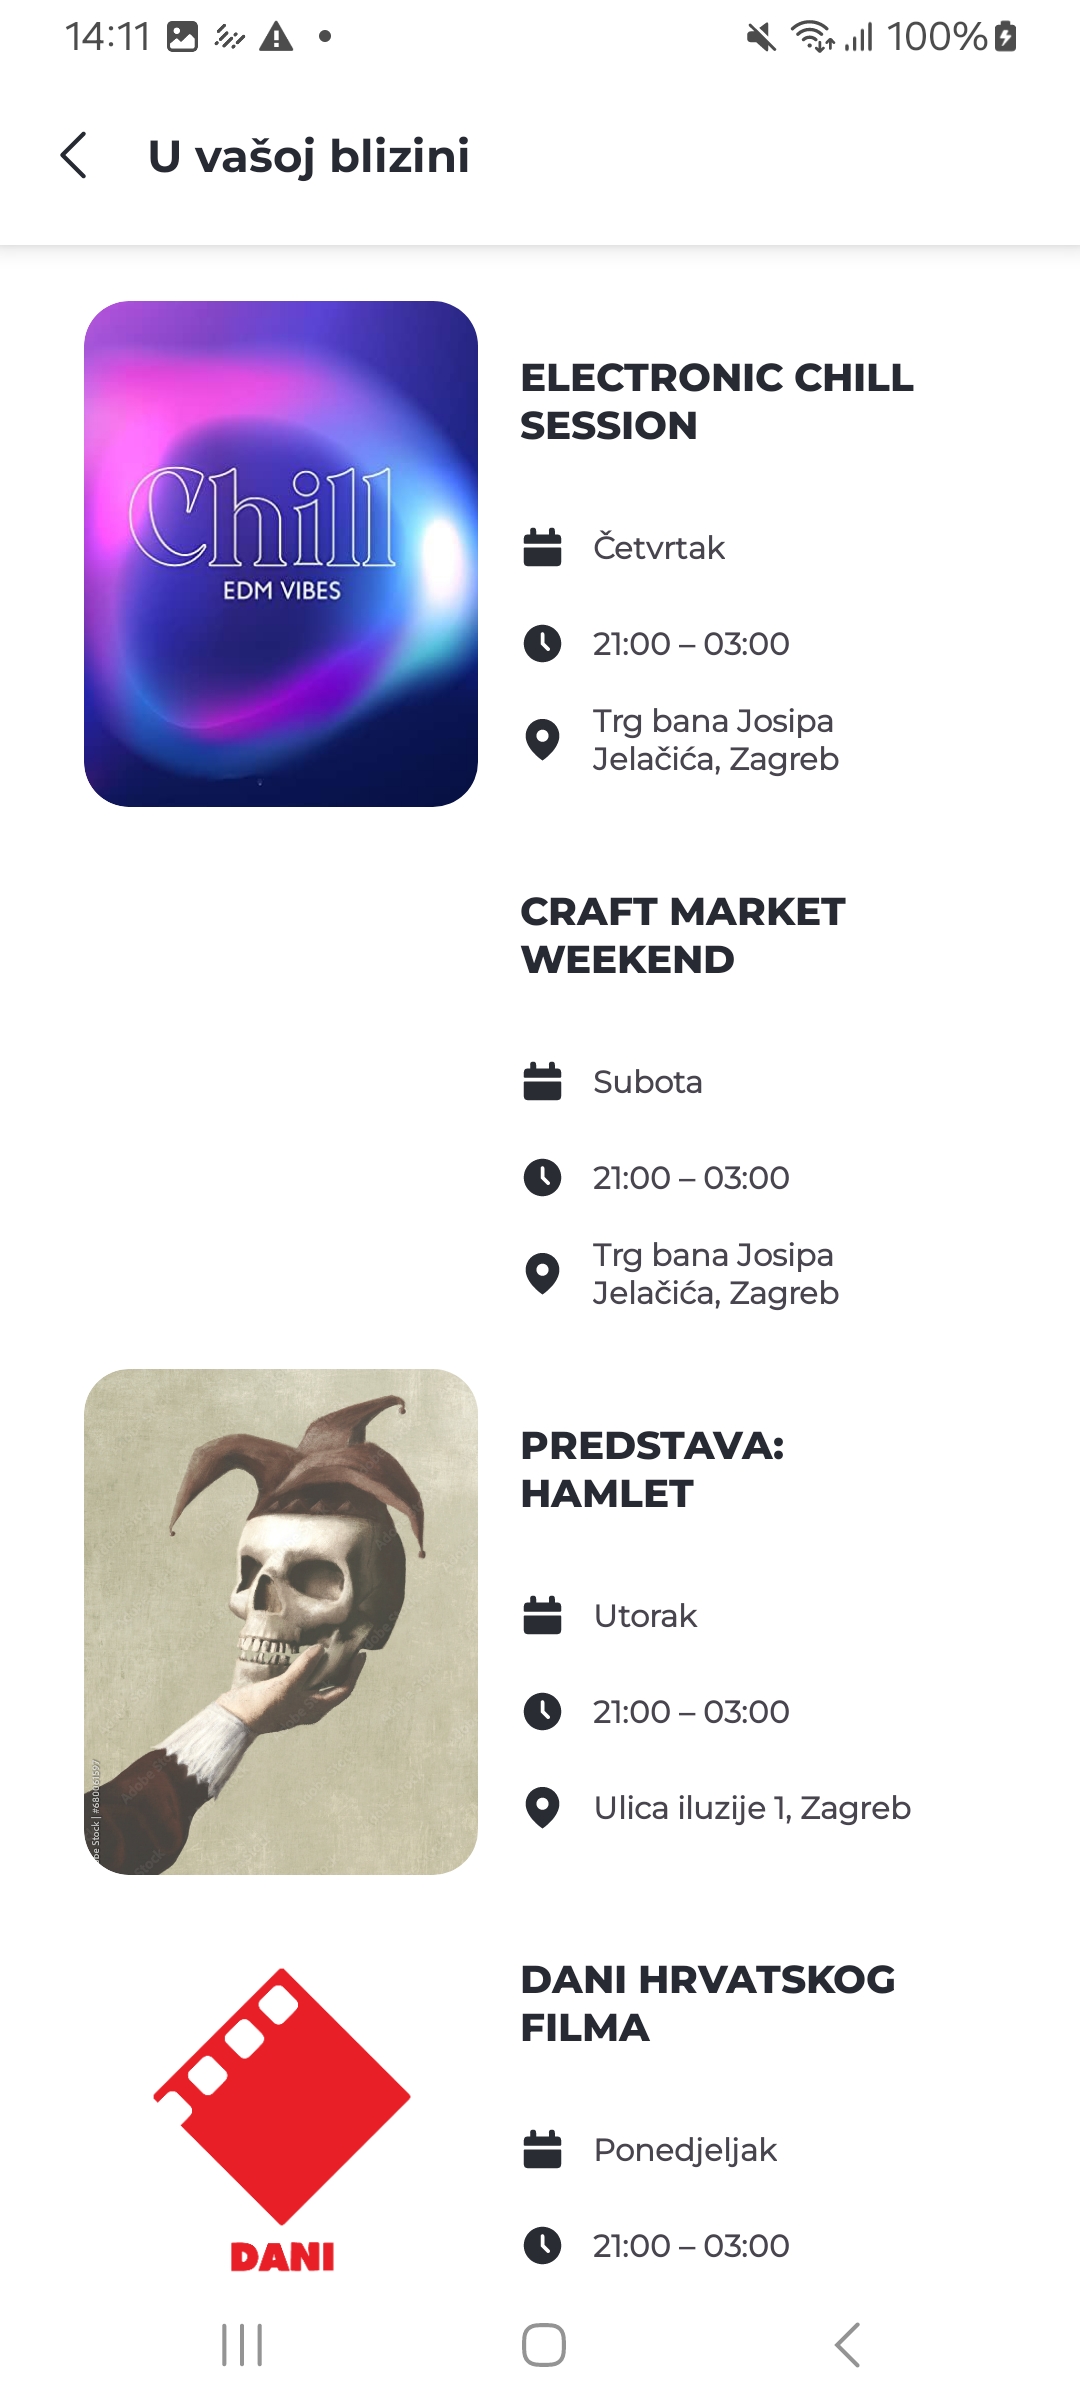 14:11
100%
U vašoj blizini
Chill
EDM VIBES
ELECTRONIC CHILL
SESSION
Četvrtak
21:00 – 03:00
Trg bana Josipa
Jelačića, Zagreb
CRAFT MARKET
WEEKEND
Subota
21:00 – 03:00
Trg bana Josipa
Jelačića, Zagreb
PREDSTAVA:
HAMLET
Utorak
21:00 – 03:00
Ulica iluzije 1, Zagreb
DANI HRVATSKOG
FILMA
Ponedjeljak
21:00 – 03:00
DANI